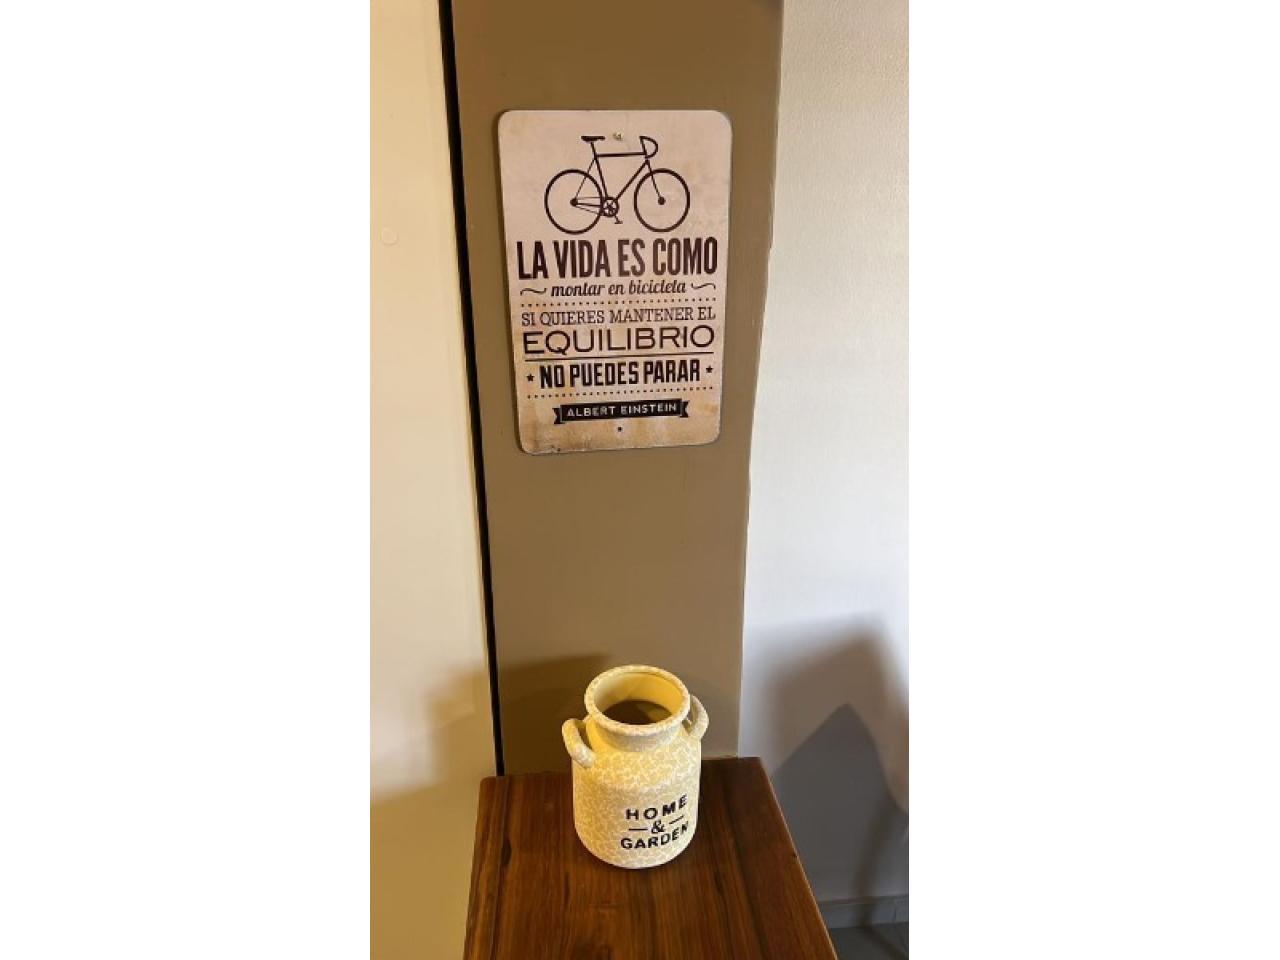 LA VIDA ES COMO
montar en bicicleta
SI QUIERES MANTENER EL
EQUILIBRIO
NO PUEDES PARAR
ALBERT EINSTEIN
HOME
&
GARDEN